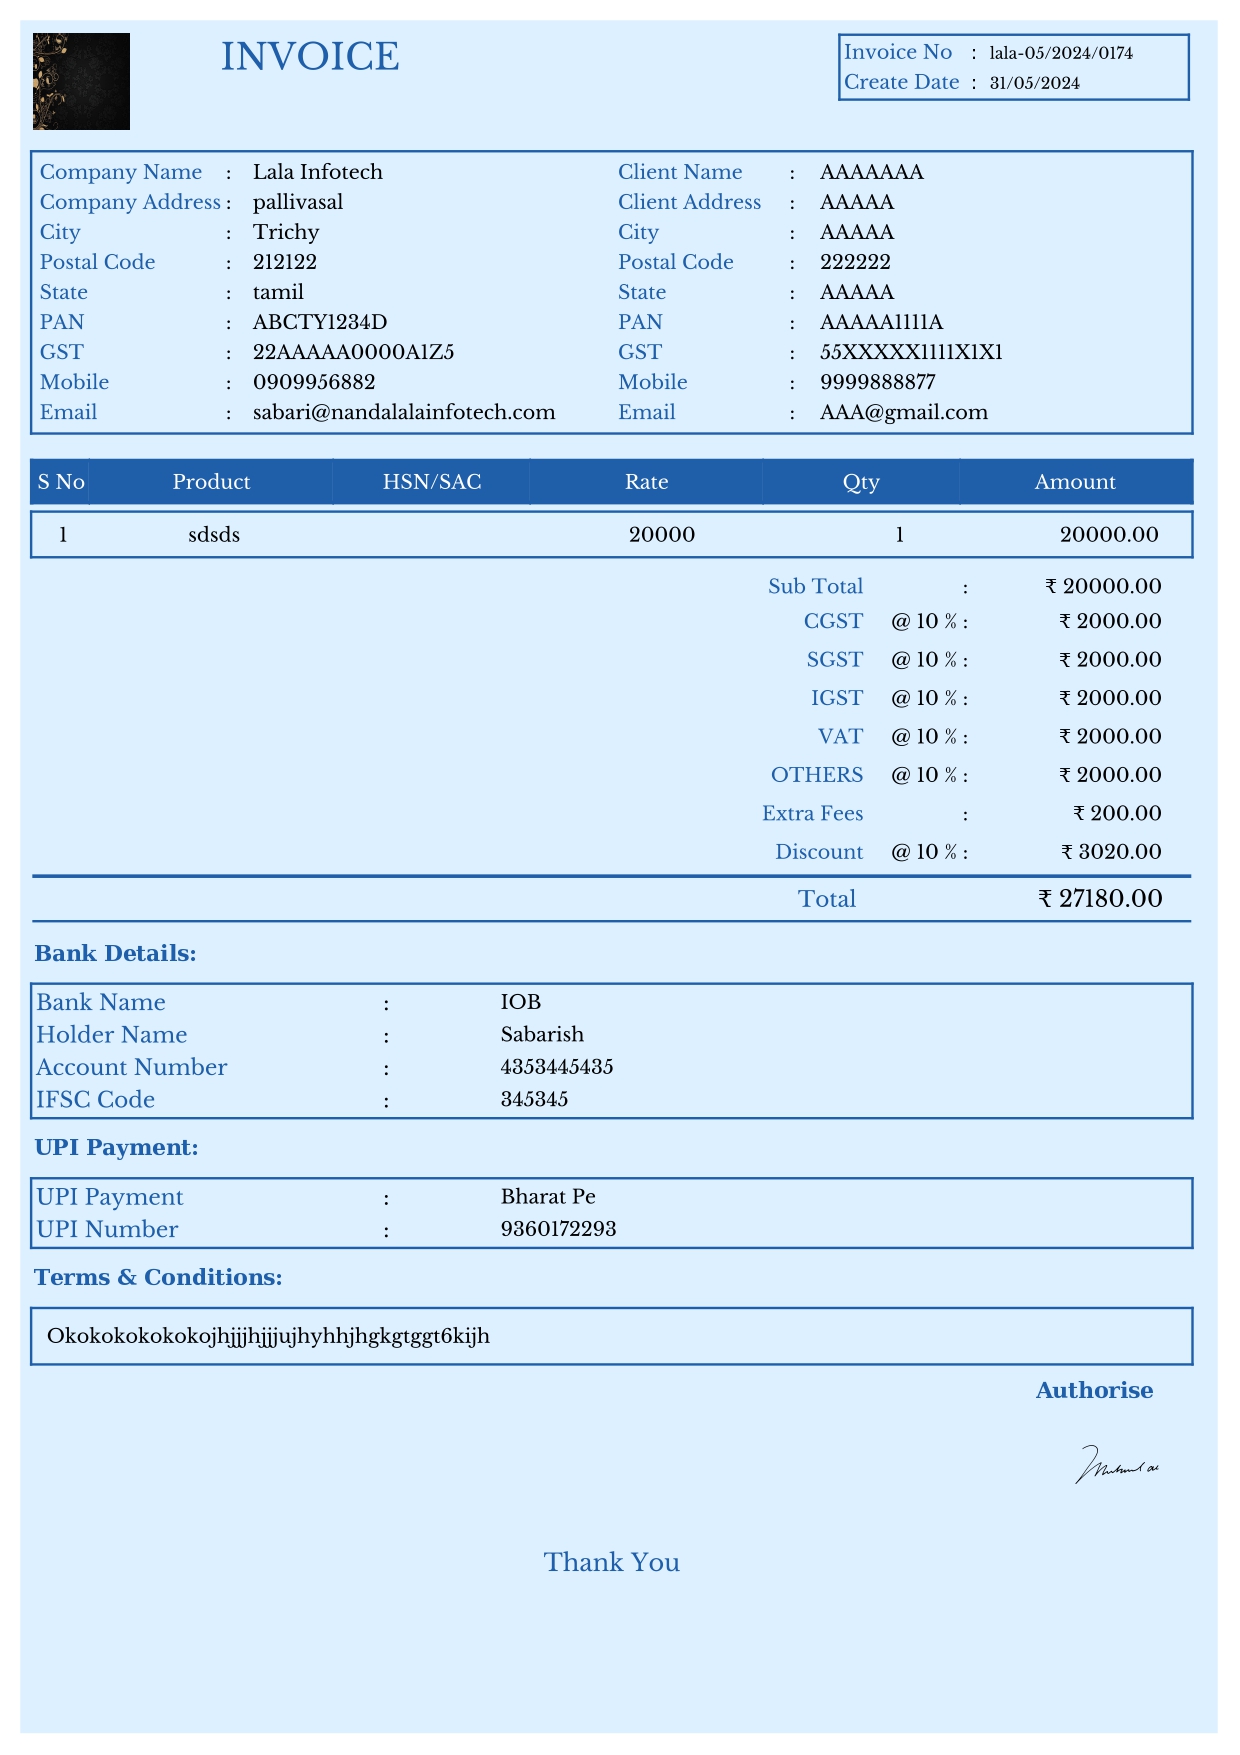 INVOICE
Invoice No : lala-05/2024/0174
Create Date : 31/05/2024
Company Name : Lala Infotech Client Name : AAAAAAA
Company Address : pallivasal Client Address : AAAAA
City : Trichy City : AAAAA
Postal Code : 212122 Postal Code : 222222
State : tamil State : AAAAA
PAN : ABCTY1234D PAN : AAAAA1111A
GST : 22AAAAA0000A1Z5 GST : 55XXXXX1111X1X1
Mobile : 0909956882 Mobile : 9999888877
Email : sabari@nandalalainfotech.com Email : AAA@gmail.com
S No Product HSN/SAC Rate Qty Amount
1 sdsds 20000 1 20000.00
Sub Total : ₹ 20000.00
CGST @ 10 % : ₹ 2000.00
SGST @ 10 % : ₹ 2000.00
IGST @ 10 % : ₹ 2000.00
VAT @ 10 % : ₹ 2000.00
OTHERS @ 10 % : ₹ 2000.00
Extra Fees : ₹ 200.00
Discount @ 10 % : ₹ 3020.00
Total ₹ 27180.00
Bank Details:
Bank Name : IOB
Holder Name : Sabarish
Account Number : 4353445435
IFSC Code : 345345
UPI Payment:
UPI Payment : Bharat Pe
UPI Number : 9360172293
Terms & Conditions:
Okokokokokokojhjjjhjjjujhyhhjhgkgtggt6kijh
Authorise
Thank You